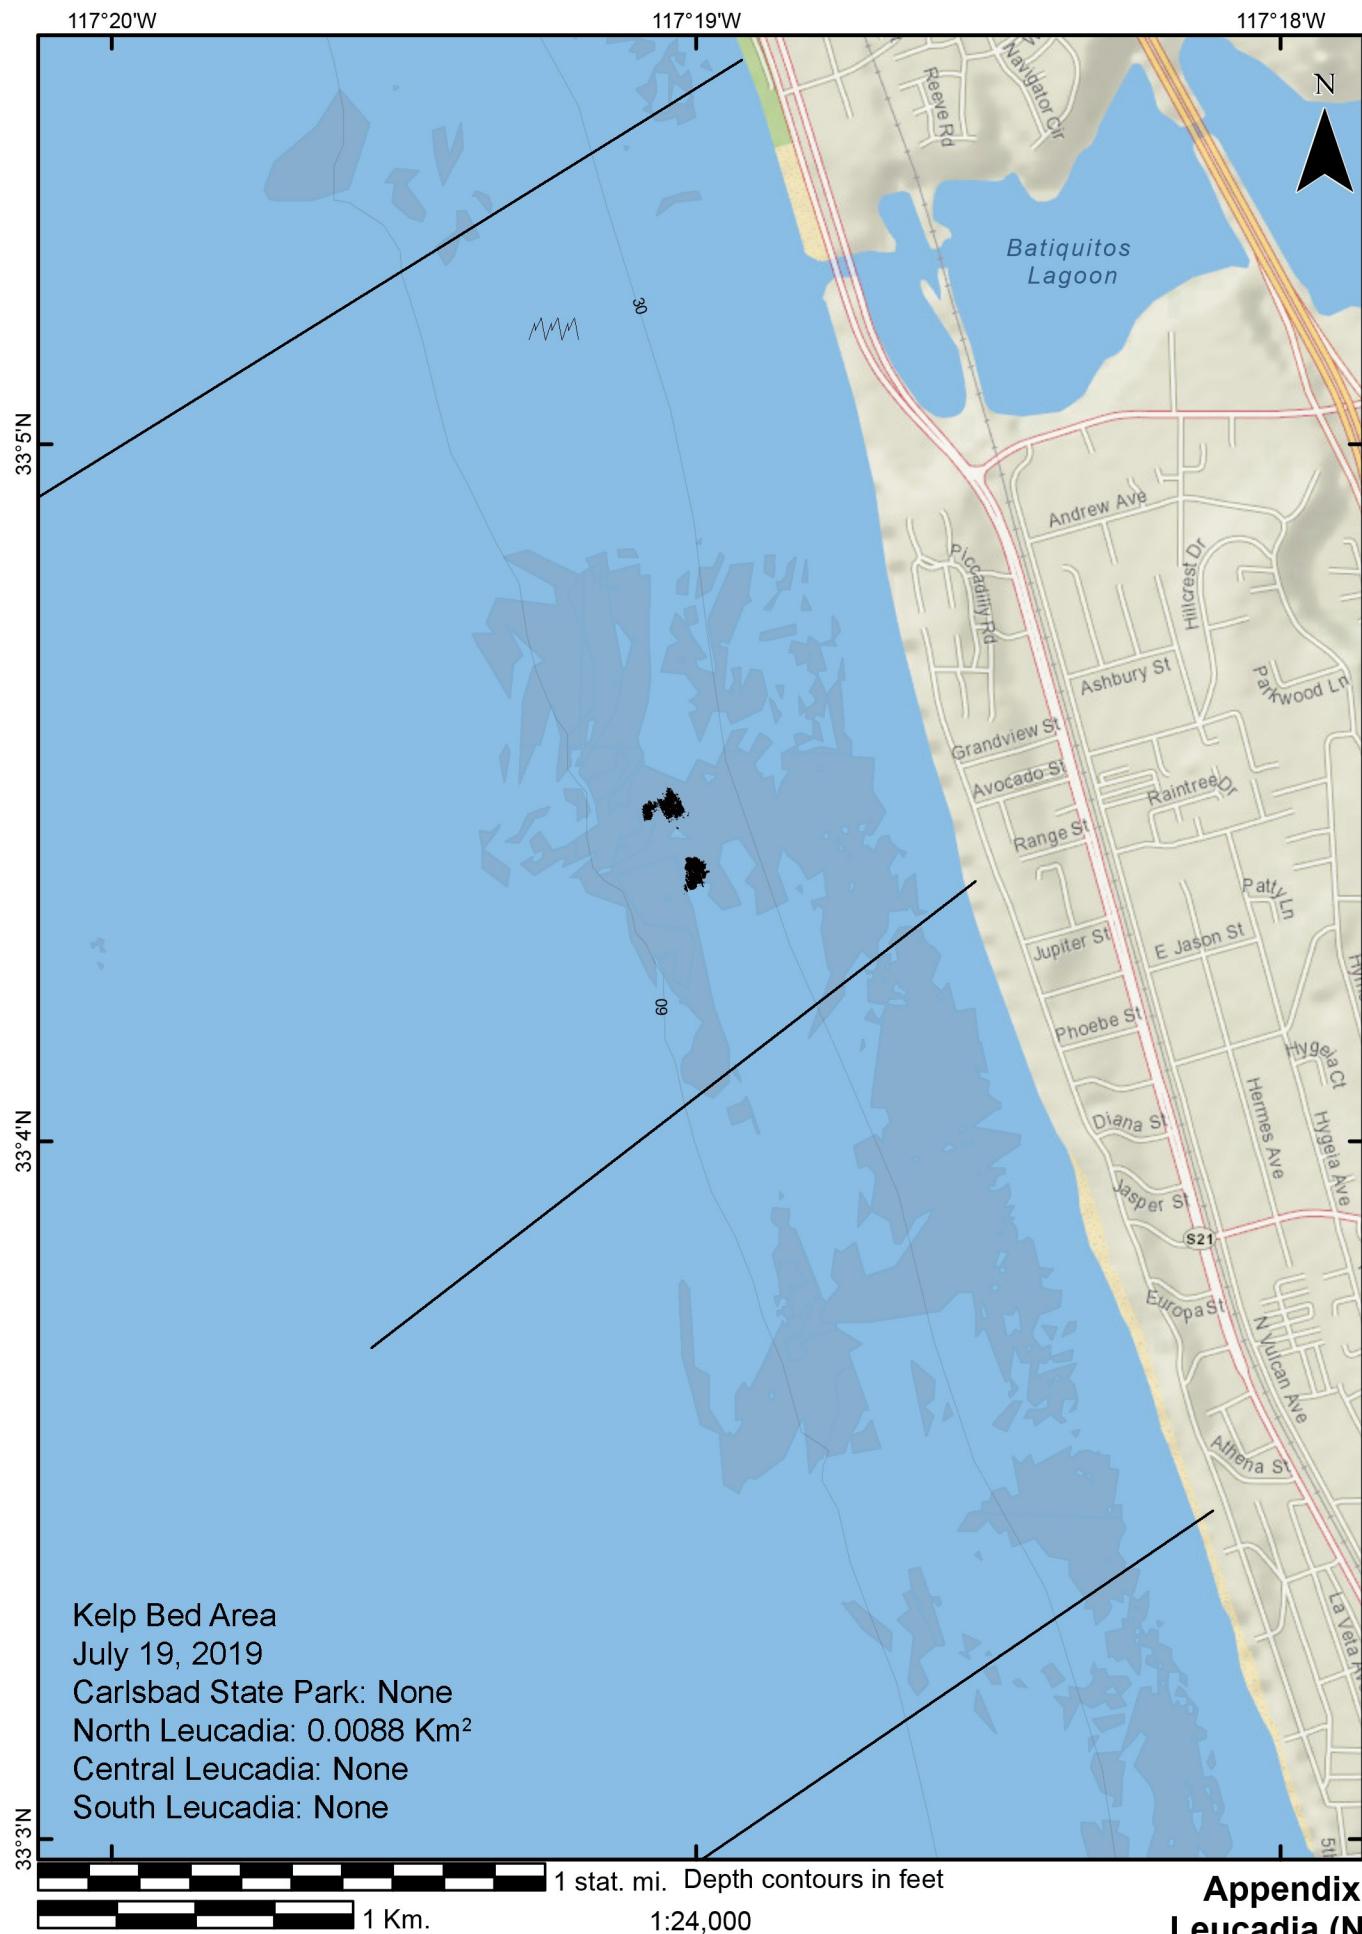 117°20'W
117°19'W
117°18'W
N
Reeve Rd
Navigator Cir
Batiquitos
Lagoon
30
33°5'N
Andrew Ave
Piccadilly Rd
Hillcrest Dr
Ashbury St
Parkwood Ln
Grandview St
Avocado St
Raintree Dr
Range St
Patty Ln
Jupiter St
E Jason St
60
Phoebe St
Hygeia Ct
33°4'N
Diana St
Hermes Ave
Hygeia Ave
Jasper St
S21
Europa St
N Vulcan Ave
Athena St
La Veta A
Kelp Bed Area
July 19, 2019
Carlsbad State Park: None
North Leucadia: 0.0088 Km²
Central Leucadia: None
South Leucadia: None
33°3'N
1 stat. mi. Depth contours in feet
1 Km.
1:24,000
Appendix
Leucadia (N